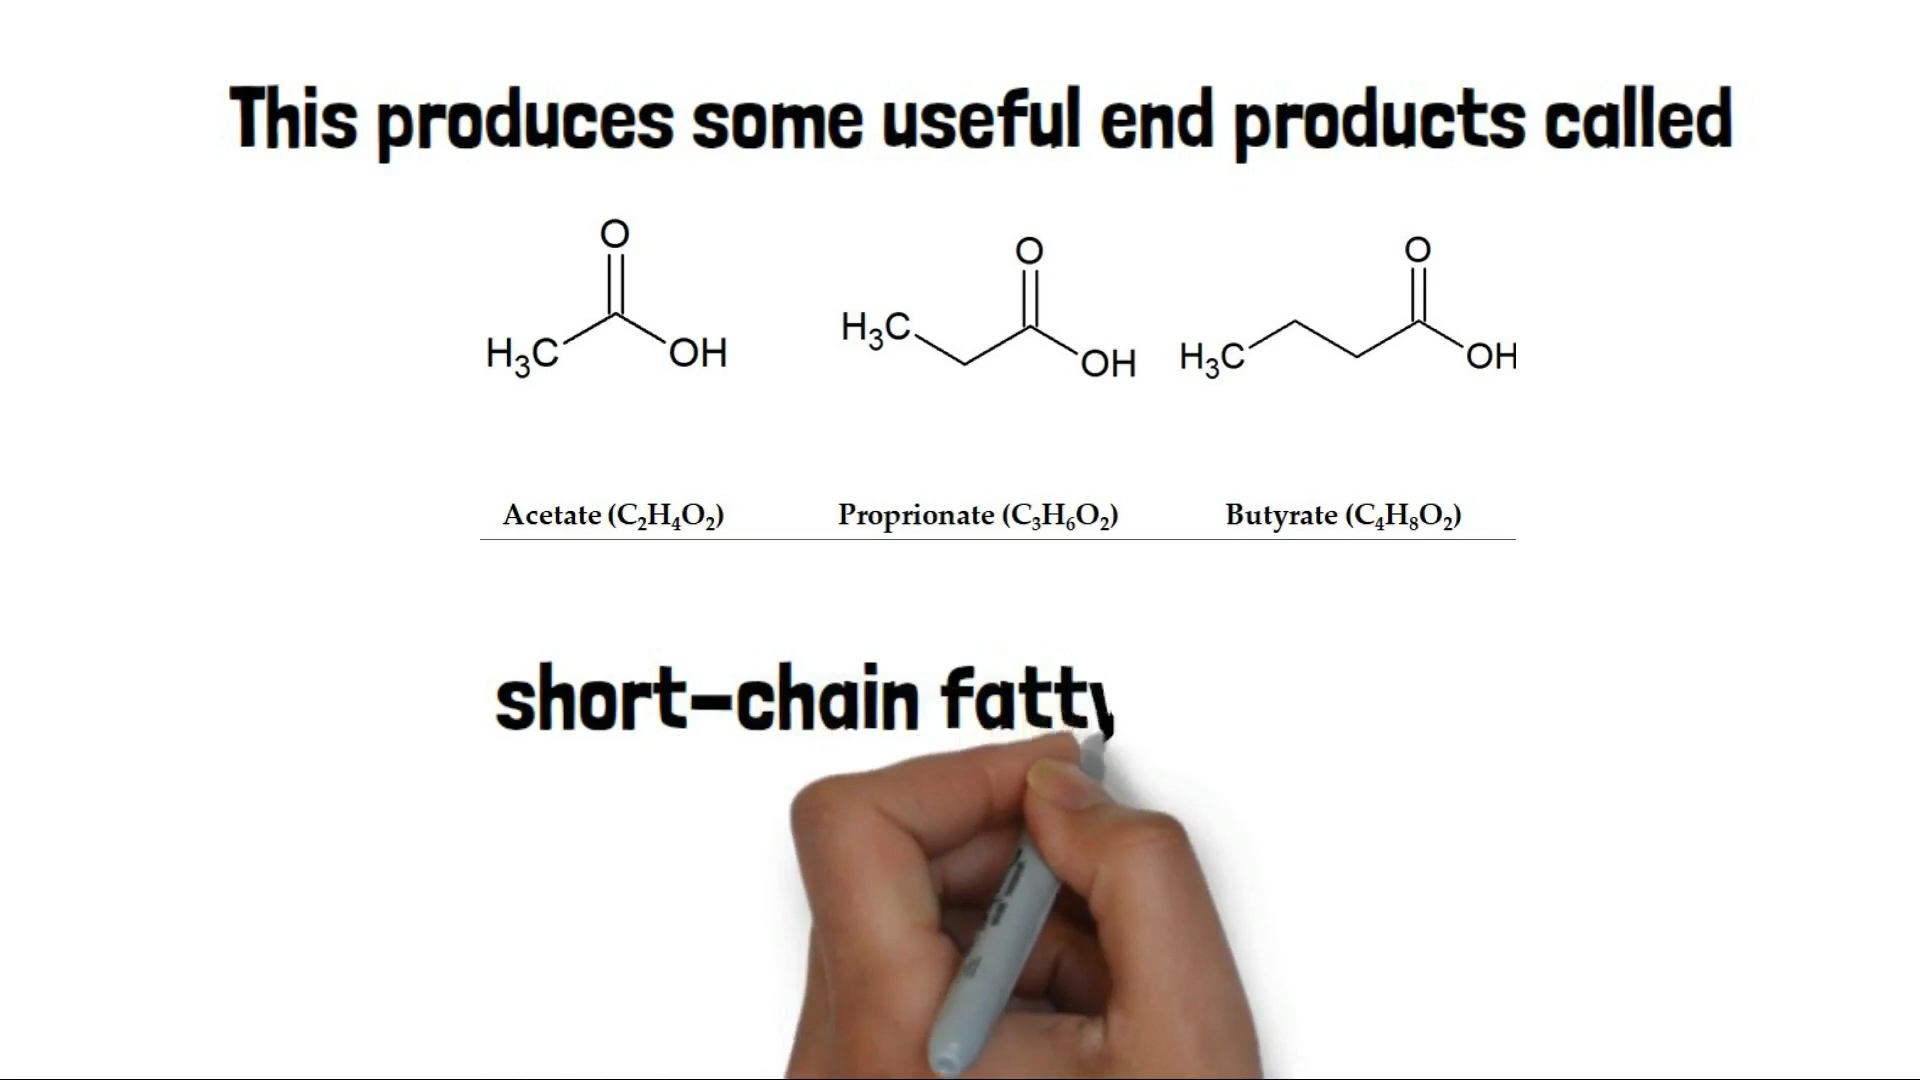 This produces some useful end products called
O O O
H₃C OH H₃C OH H₃C OH
Acetate (C₂H₄O₂) Proprionate (C₃H₆O₂) Butyrate (C₄H₈O₂)
short-chain fatty